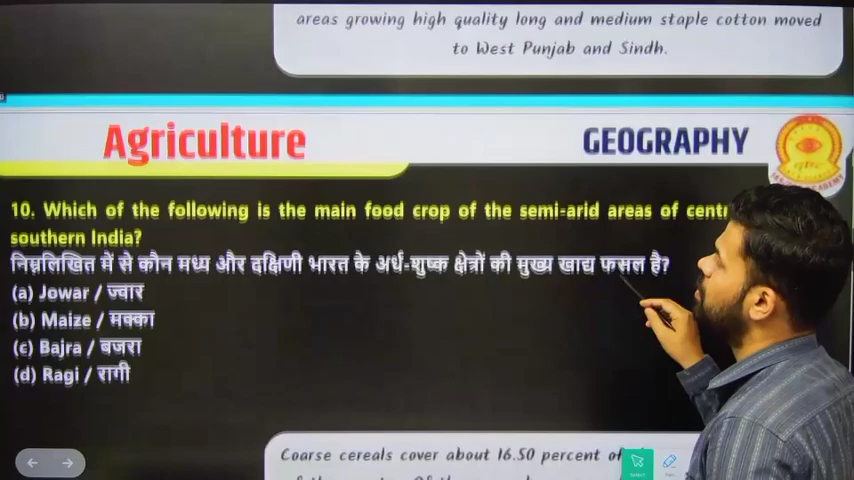 areas growing high quality long and medium staple cotton moved
to West Punjab and Sindh.
Agriculture
GEOGRAPHY
10. Which of the following is the main food crop of the semi-arid areas of
southern India?
निम्नलिखित में से कौन मध्य और दक्षिणी भारत के अर्ध-शुष्क क्षेत्रों की मुख्य खाद्य फसल है?
(a) Jowar / ज्वार
(b) Maize / मक्का
(c) Bajra / बजरा
(d) Ragi / रागी
Coarse cereals cover about 16.50 percent of
Select